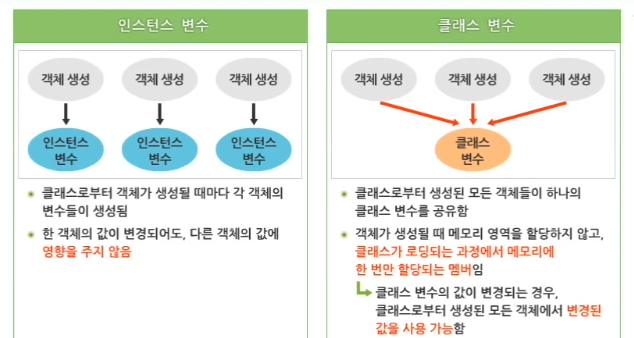 인스턴스 변수
객체 생성 객체 생성 객체 생성
인스턴스 인스턴스 인스턴스
변수 변수 변수
클래스로부터 객체가 생성될 때마다 각 객체의
변수들이 생성됨
한 객체의 값이 변경되어도, 다른 객체의 값에
영향을 주지 않음
클래스 변수
객체 생성 객체 생성 객체 생성
클래스
변수
클래스로부터 생성된 모든 객체들이 하나의
클래스 변수를 공유함
객체가 생성될 때 메모리 영역을 할당하지 않고,
클래스가 로딩되는 과정에서 메모리에
한 번만 할당되는 멤버임
클래스 변수의 값이 변경되는 경우,
클래스로부터 생성된 모든 객체에서 변경된
값을 사용 가능함